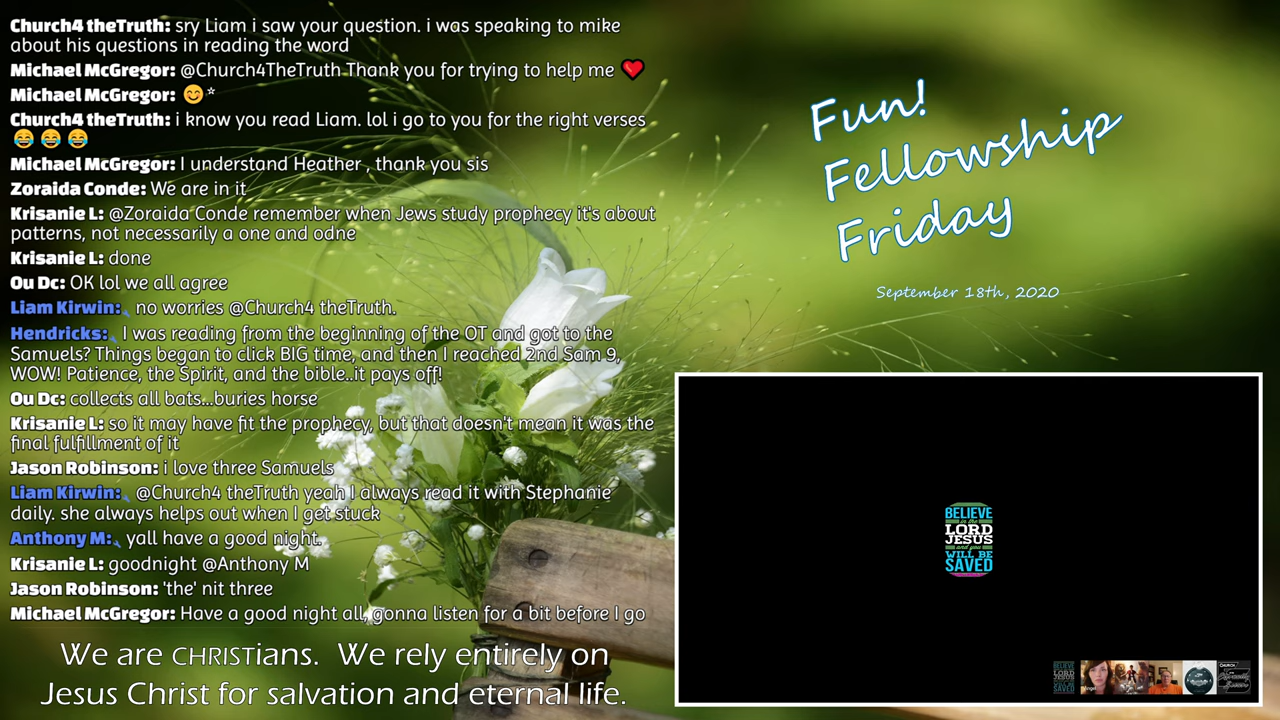 Church4 theTruth: sry Liam i saw your question. i was speaking to mike
about his questions in reading the word
Michael McGregor: @Church4TheTruth Thank you for trying to help me ❤️
Michael McGregor: 😊*
Church4 theTruth: i know you read Liam. lol i go to you for the right verses
😂 😂 😂
Michael McGregor: I understand Heather , thank you sis
Zoraida Conde: We are in it
Krisanie L: @Zoraida Conde remember when Jews study prophecy it's about
patterns, not necessarily a one and odne
Krisanie L: done
Ou Dc: OK lol we all agree
Liam Kirwin: no worries @Church4 theTruth.
Hendricks: I was reading from the beginning of the OT and got to the
Samuels? Things began to click BIG time, and then I reached 2nd Sam 9,
WOW! Patience, the Spirit, and the bible..it pays off!
Ou Dc: collects all bats...buries horse
Krisanie L: so it may have fit the prophecy, but that doesn't mean it was the
final fulfillment of it
Jason Robinson: i love three Samuels
Liam Kirwin: @Church4 theTruth yeah I always read it with Stephanie
daily. she always helps out when I get stuck
Anthony M: yall have a good night.
Krisanie L: goodnight @Anthony M
Jason Robinson: 'the' nit three
Michael McGregor: Have a good night all, gonna listen for a bit before I go
We are CHRISTians. We rely entirely on
Jesus Christ for salvation and eternal life.
Fun!
Fellowship
Friday
September 18th, 2020
BELIEVE
in the
LORD
JESUS
and you
WILL BE
SAVED
BELIEVE
LORD
JESUS
WILL BE
SAVED